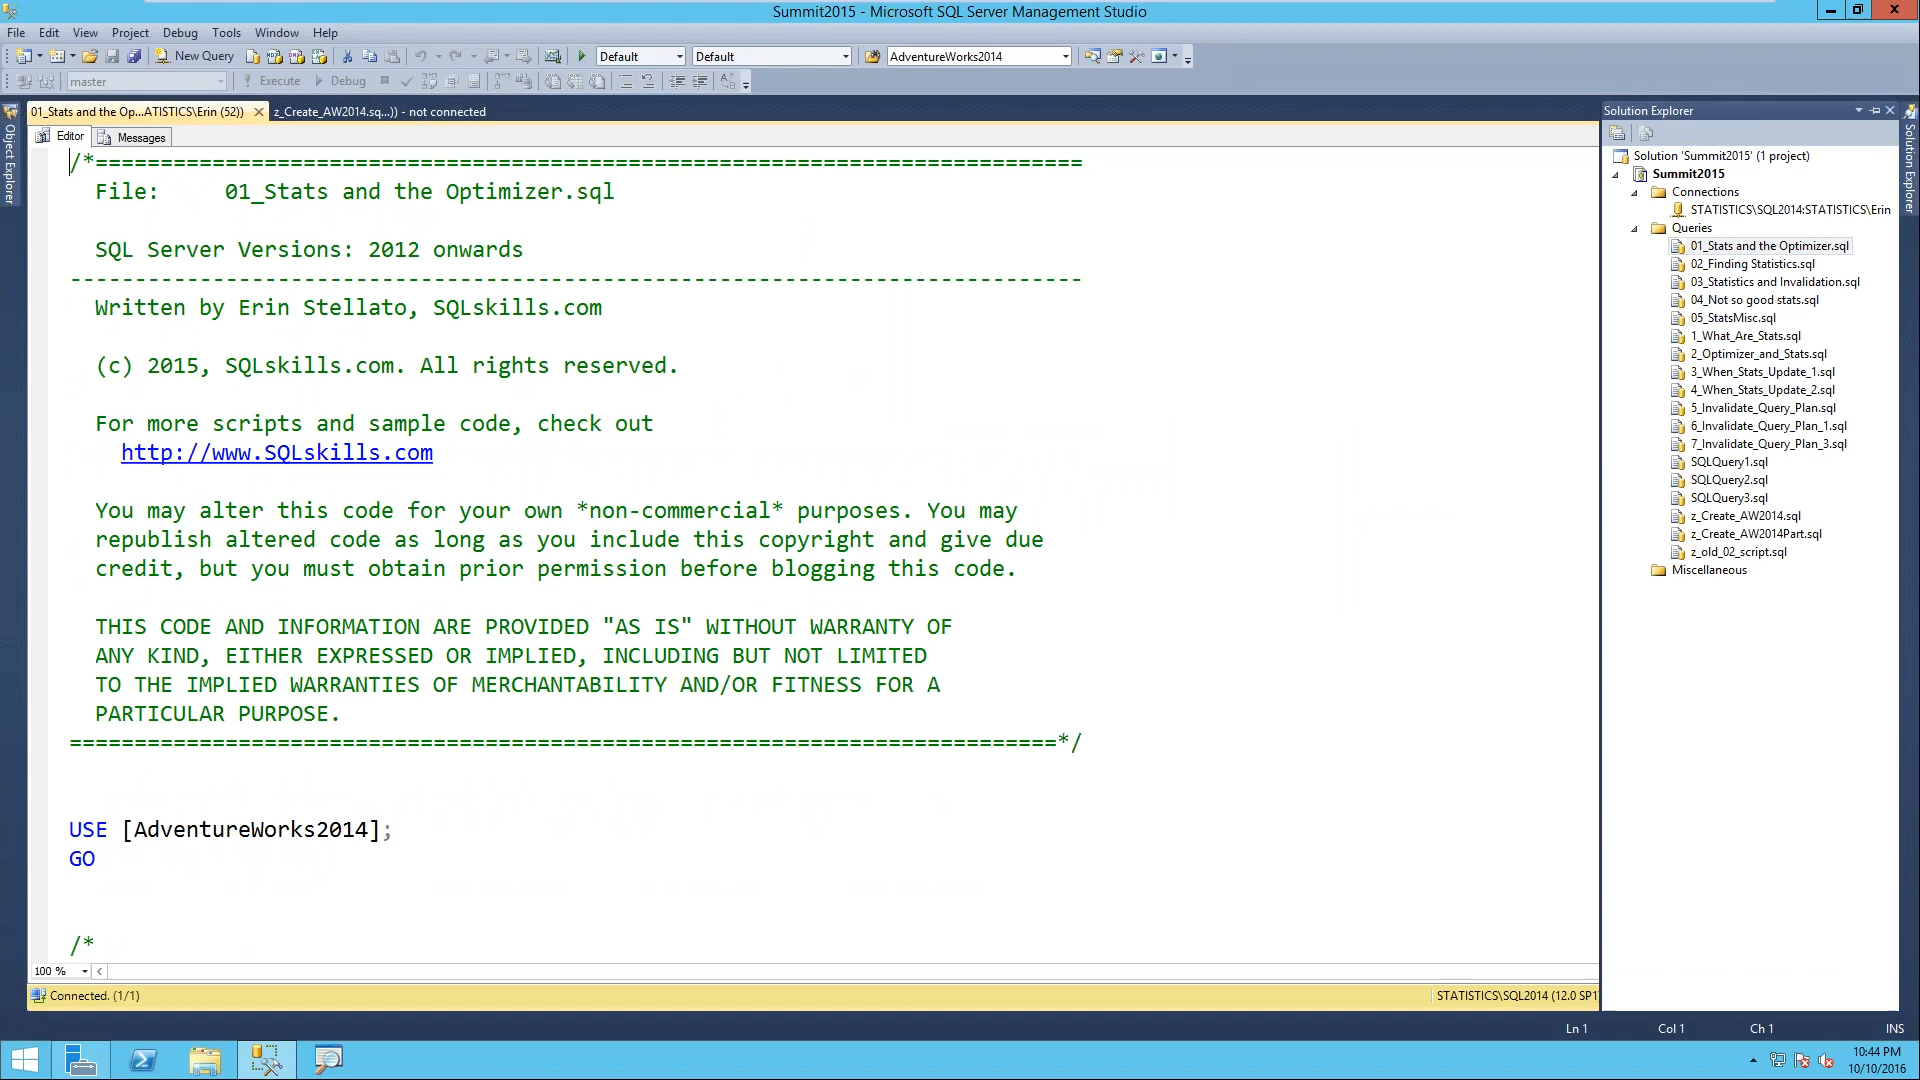 Summit2015 - Microsoft SQL Server Management Studio
File Edit View Project Debug Tools Window Help
New Query Default Default AdventureWorks2014
master Execute Debug
01_Stats and the Op...ATISTICS\Erin (52)) z_Create_AW2014.sq...)) - not connected
Editor Messages
Object Explorer
/*============================================================================
File: 01_Stats and the Optimizer.sql
SQL Server Versions: 2012 onwards
------------------------------------------------------------------------------
Written by Erin Stellato, SQLskills.com
(c) 2015, SQLskills.com. All rights reserved.
For more scripts and sample code, check out
http://www.SQLskills.com
You may alter this code for your own *non-commercial* purposes. You may
republish altered code as long as you include this copyright and give due
credit, but you must obtain prior permission before blogging this code.
THIS CODE AND INFORMATION ARE PROVIDED "AS IS" WITHOUT WARRANTY OF
ANY KIND, EITHER EXPRESSED OR IMPLIED, INCLUDING BUT NOT LIMITED
TO THE IMPLIED WARRANTIES OF MERCHANTABILITY AND/OR FITNESS FOR A
PARTICULAR PURPOSE.
============================================================================*/
USE [AdventureWorks2014];
GO
/*
100 %
Connected. (1/1) STATISTICS\SQL2014 (12.0 SP1
Solution Explorer
Solution 'Summit2015' (1 project)
Summit2015
Connections
STATISTICS\SQL2014:STATISTICS\Erin
Queries
01_Stats and the Optimizer.sql
02_Finding Statistics.sql
03_Statistics and Invalidation.sql
04_Not so good stats.sql
05_StatsMisc.sql
1_What_Are_Stats.sql
2_Optimizer_and_Stats.sql
3_When_Stats_Update_1.sql
4_When_Stats_Update_2.sql
5_Invalidate_Query_Plan.sql
6_Invalidate_Query_Plan_1.sql
7_Invalidate_Query_Plan_3.sql
SQLQuery1.sql
SQLQuery2.sql
SQLQuery3.sql
z_Create_AW2014.sql
z_Create_AW2014Part.sql
z_old_02_script.sql
Miscellaneous
Solution Explorer
Ln 1 Col 1 Ch 1 INS
10:44 PM
10/10/2016